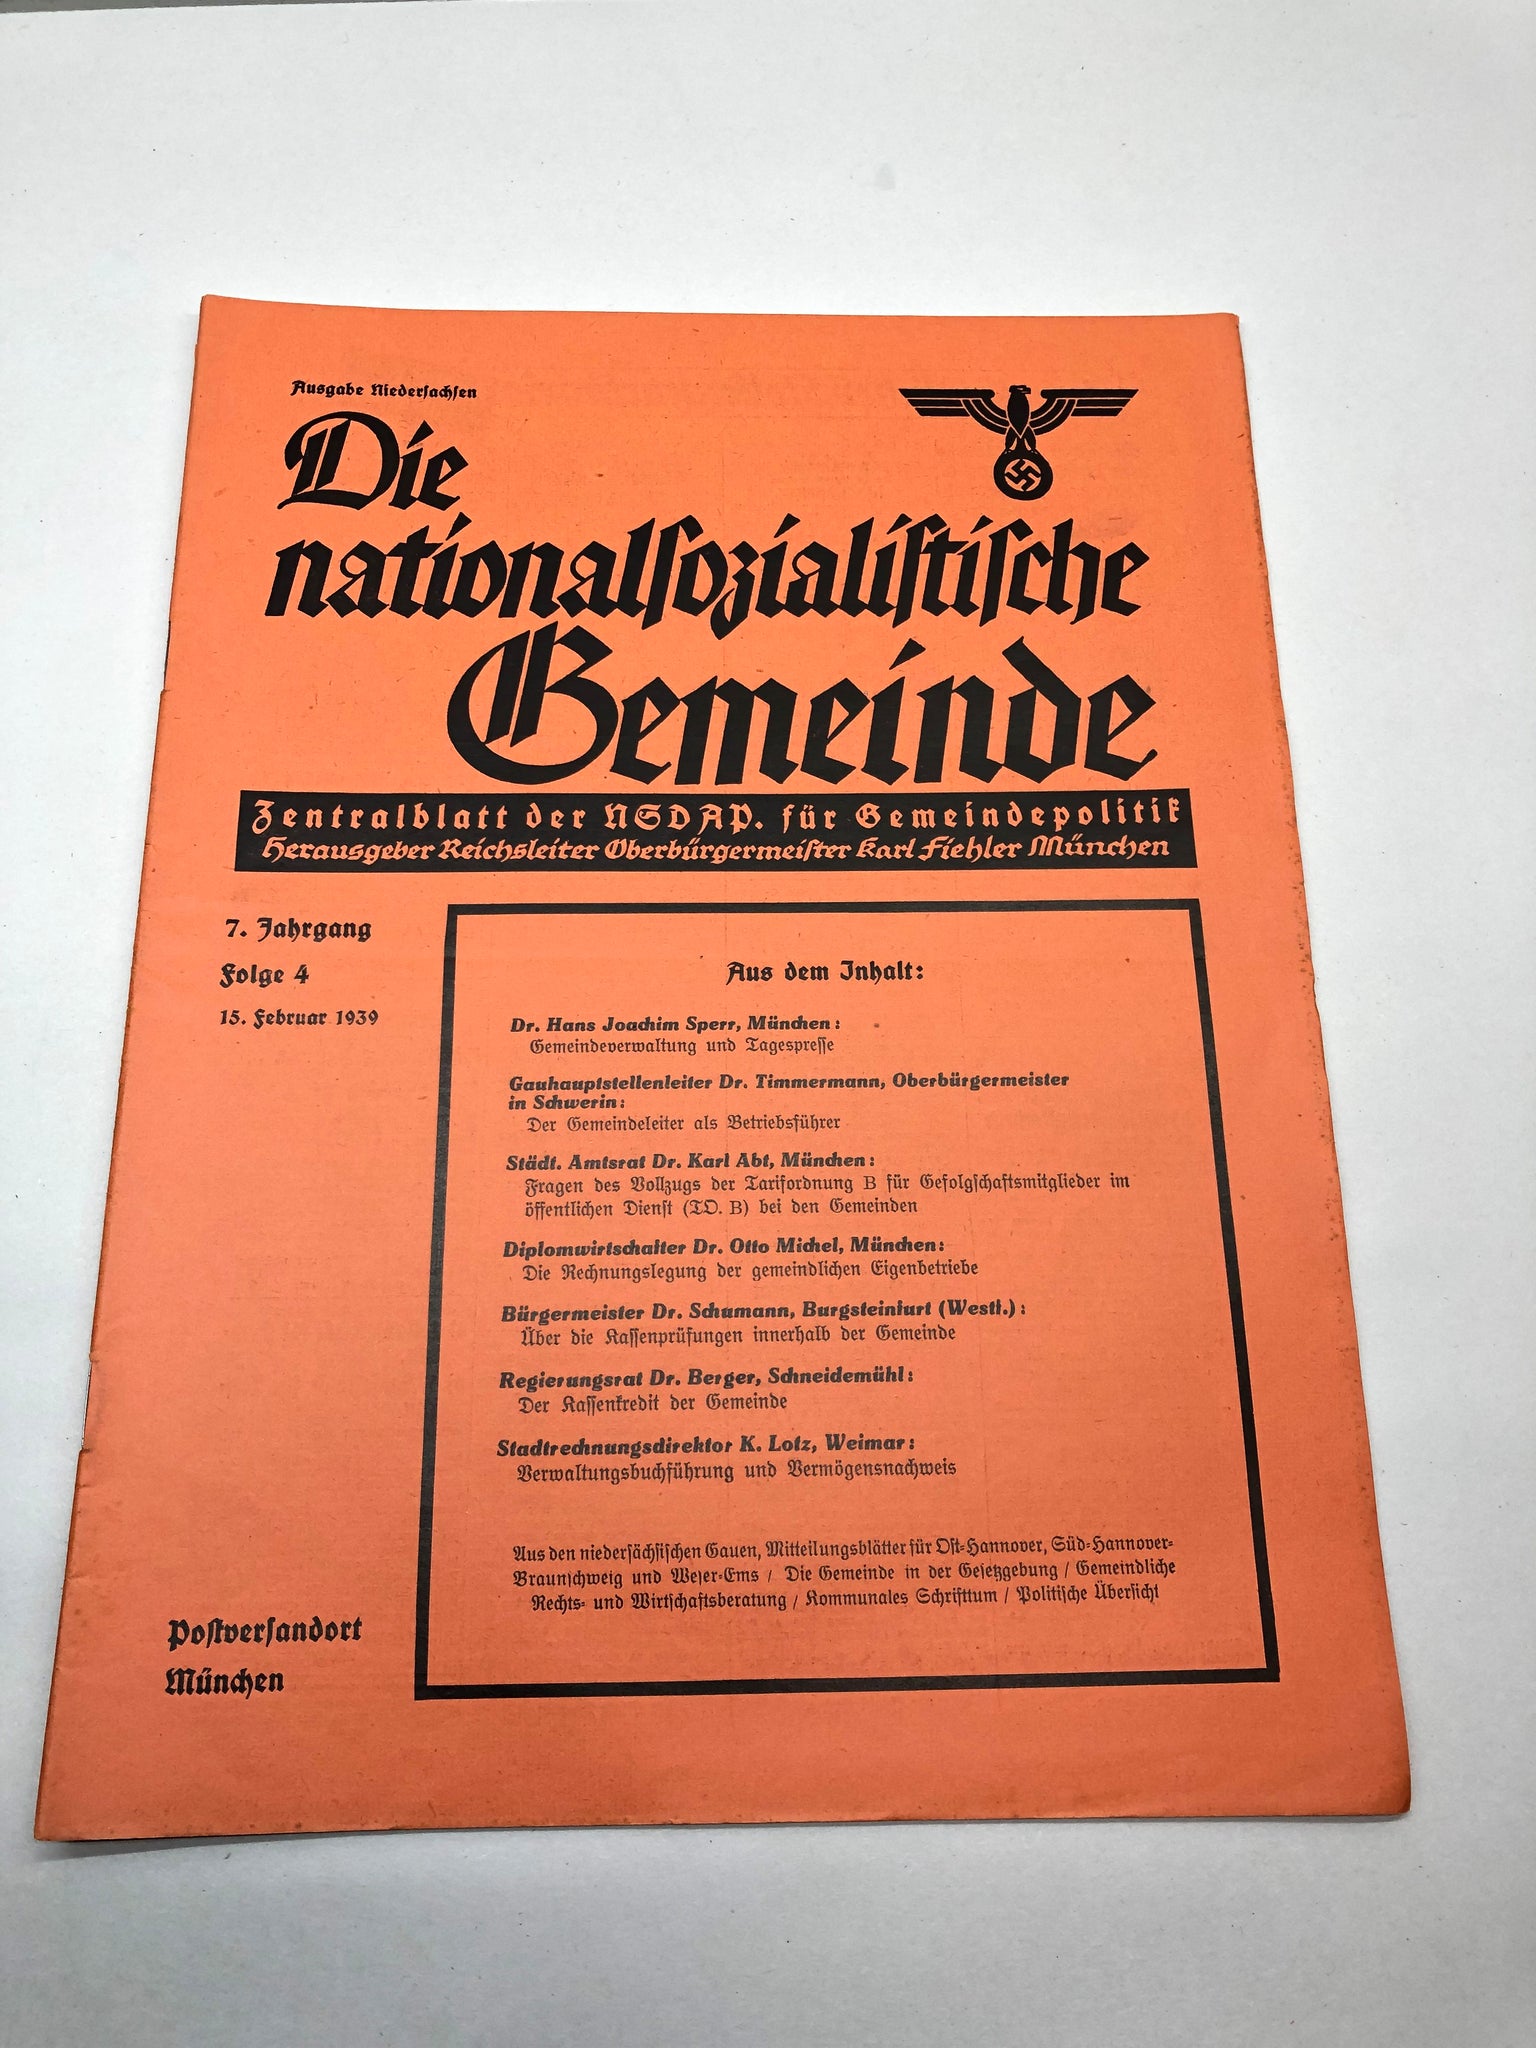 Ausgabe Niedersachsen
Die
nationalsozialistische
Gemeinde
Zentralblatt der NSDAP. für Gemeindepolitik
Herausgeber Reichsleiter Oberbürgermeister Karl Fiehler München
7. Jahrgang
Folge 4
15. Februar 1939
Aus dem Inhalt:
Dr. Hans Joachim Sperr, München:
Gemeindeverwaltung und Tagespresse
Gauhauptstellenleiter Dr. Timmermann, Oberbürgermeister
in Schwerin:
Der Gemeindeleiter als Betriebsführer
Städt. Amtsrat Dr. Karl Abt, München:
Fragen des Vollzugs der Tarifordnung B für Gefolgschaftsmitglieder im
öffentlichen Dienst (TO. B) bei den Gemeinden
Diplomwirtschafter Dr. Otto Michel, München:
Die Rechnungslegung der gemeindlichen Eigenbetriebe
Bürgermeister Dr. Schumann, Burgsteinfurt (Westf.):
Über die Kassenprüfungen innerhalb der Gemeinde
Regierungsrat Dr. Berger, Schneidemühl:
Der Kassenkredit der Gemeinde
Stadtrechnungsdirektor K. Lotz, Weimar:
Verwaltungsbuchführung und Vermögensnachweis
Aus den niedersächsischen Gauen, Mitteilungsblätter für Ost-Hannover, Süd-Hannover-
Braunschweig und Weser-Ems / Die Gemeinde in der Gesetzgebung / Gemeindliche
Rechts- und Wirtschaftsberatung / Kommunales Schrifttum / Politische Übersicht
Postversandort
München